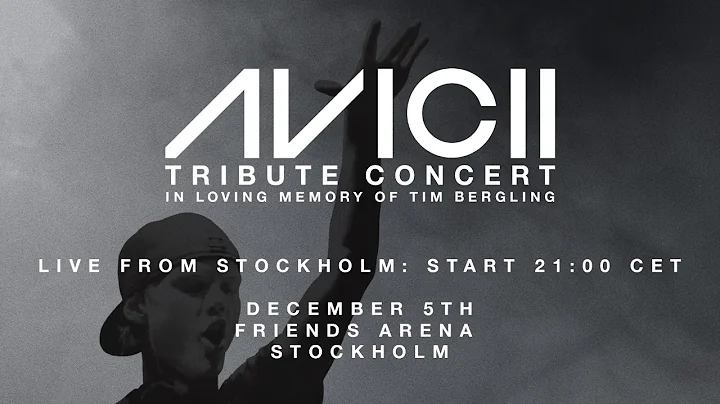 AVICII
TRIBUTE CONCERT
IN LOVING MEMORY OF TIM BERGLING
LIVE FROM STOCKHOLM: START 21:00 CET
DECEMBER 5TH
FRIENDS ARENA
STOCKHOLM